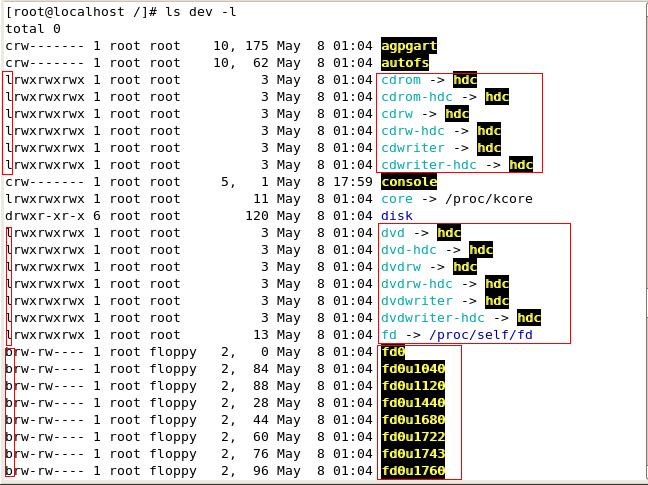 [root@localhost /]# ls dev -l
total 0
crw------- 1 root root    10, 175 May  8 01:04 agpgart
crw------- 1 root root    10,  62 May  8 01:04 autofs
lrwxrwxrwx 1 root root          3 May  8 01:04 cdrom -> hdc
lrwxrwxrwx 1 root root          3 May  8 01:04 cdrom-hdc -> hdc
lrwxrwxrwx 1 root root          3 May  8 01:04 cdrw -> hdc
lrwxrwxrwx 1 root root          3 May  8 01:04 cdrw-hdc -> hdc
lrwxrwxrwx 1 root root          3 May  8 01:04 cdwriter -> hdc
lrwxrwxrwx 1 root root          3 May  8 01:04 cdwriter-hdc -> hdc
crw------- 1 root root     5,   1 May  8 17:59 console
lrwxrwxrwx 1 root root         11 May  8 01:04 core -> /proc/kcore
drwxr-xr-x 6 root root        120 May  8 01:04 disk
lrwxrwxrwx 1 root root          3 May  8 01:04 dvd -> hdc
lrwxrwxrwx 1 root root          3 May  8 01:04 dvd-hdc -> hdc
lrwxrwxrwx 1 root root          3 May  8 01:04 dvdrw -> hdc
lrwxrwxrwx 1 root root          3 May  8 01:04 dvdrw-hdc -> hdc
lrwxrwxrwx 1 root root          3 May  8 01:04 dvdwriter -> hdc
lrwxrwxrwx 1 root root          3 May  8 01:04 dvdwriter-hdc -> hdc
lrwxrwxrwx 1 root root         13 May  8 01:04 fd -> /proc/self/fd
brw-rw---- 1 root floppy   2,   0 May  8 01:04 fd0
brw-rw---- 1 root floppy   2,  84 May  8 01:04 fd0u1040
brw-rw---- 1 root floppy   2,  88 May  8 01:04 fd0u1120
brw-rw---- 1 root floppy   2,  28 May  8 01:04 fd0u1440
brw-rw---- 1 root floppy   2,  44 May  8 01:04 fd0u1680
brw-rw---- 1 root floppy   2,  60 May  8 01:04 fd0u1722
brw-rw---- 1 root floppy   2,  76 May  8 01:04 fd0u1743
brw-rw---- 1 root floppy   2,  96 May  8 01:04 fd0u1760